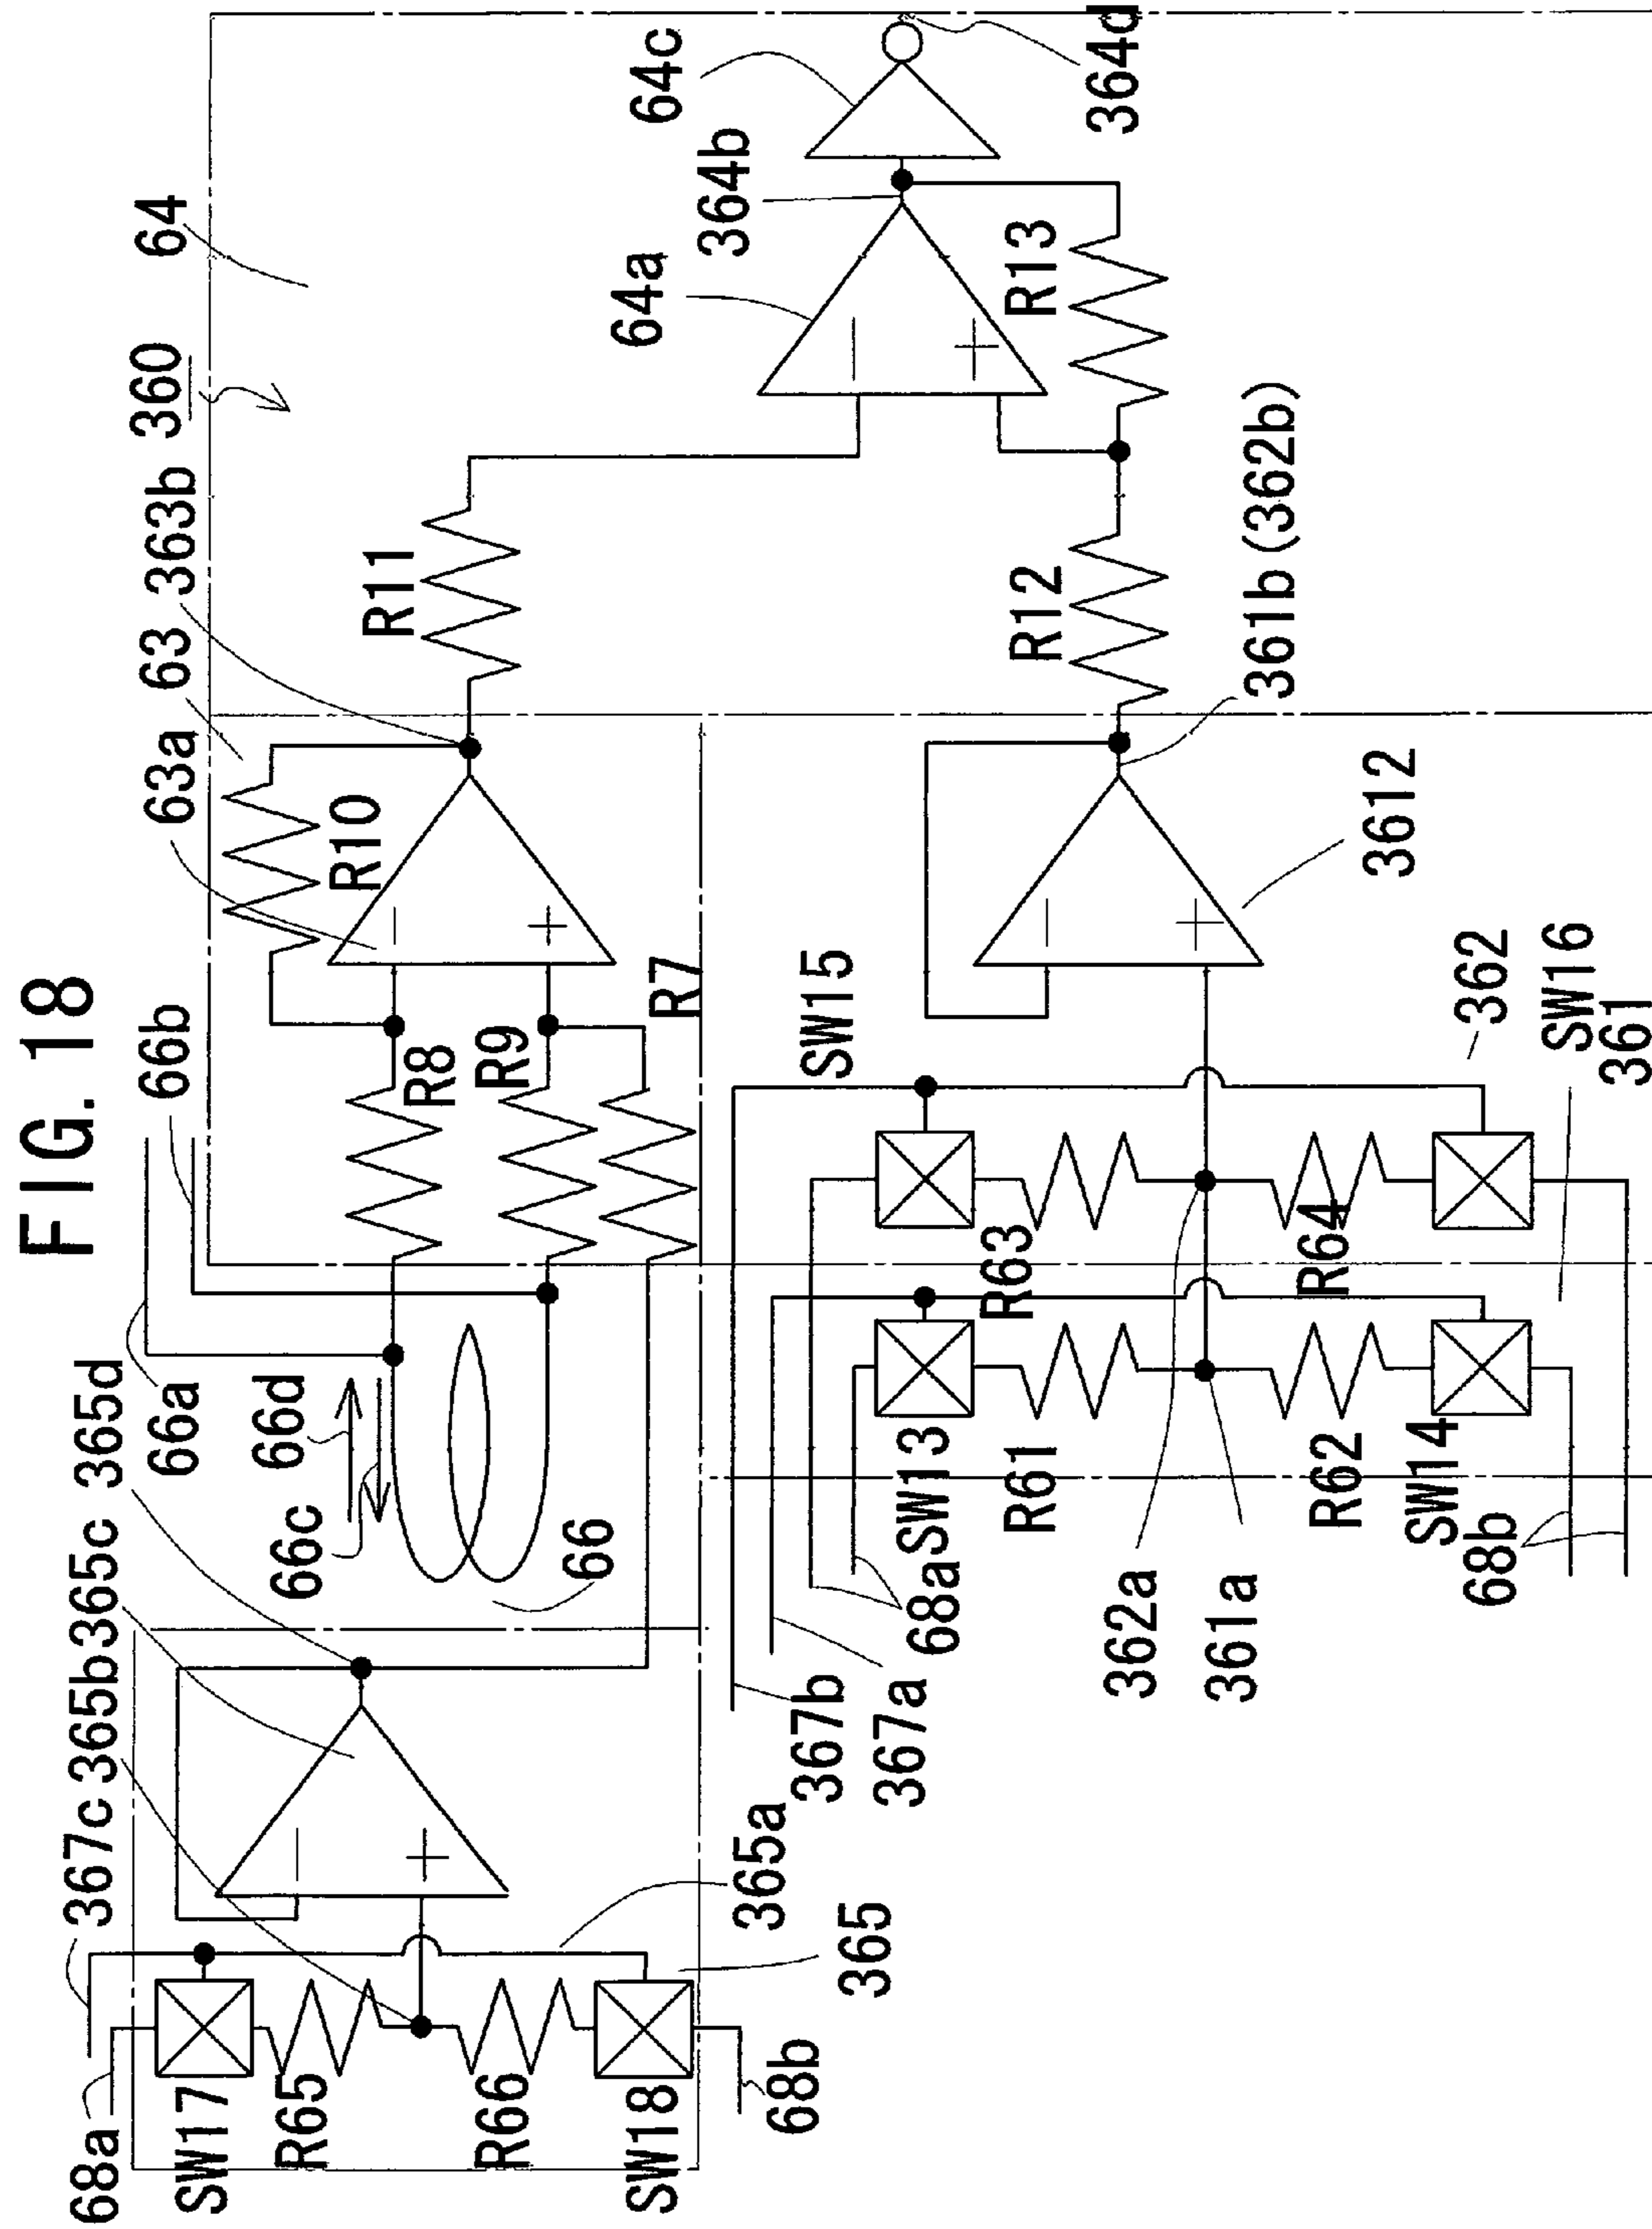 FIG. 18
360
64
63
363b
63a
66b
66a
365d
365c
365b
367c
68a
SW17
R65
R66
SW18
68b
365
365a
66
66c
66d
R8
R9
R7
R10
R11
64a
364b
64c
364d
R13
R12
361b (362b)
3612
SW15
362
SW16
361
R63
R64
SW13
R61
R62
SW14
68a
68b
367b
367a
362a
361a